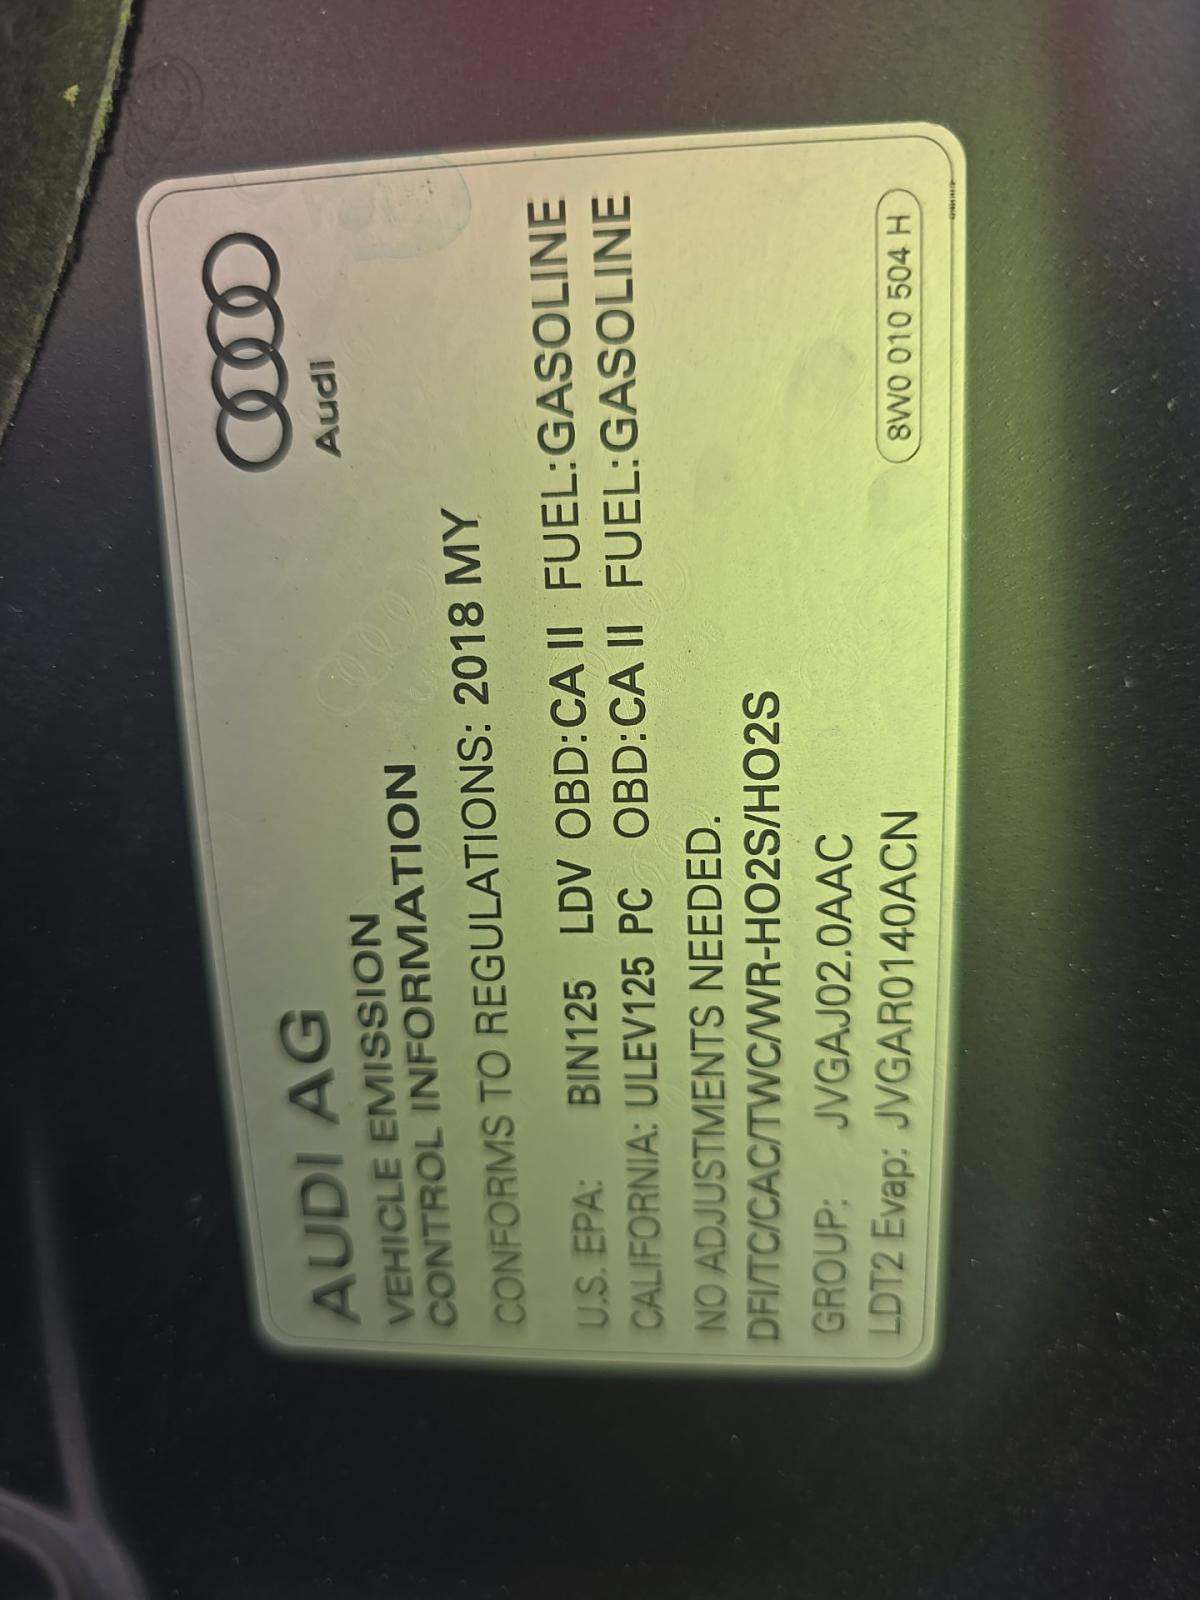 Audi
AUDI AG
VEHICLE EMISSION
CONTROL INFORMATION
CONFORMS TO REGULATIONS: 2018 MY
U.S. EPA: BIN125 LDV OBD:CA II FUEL:GASOLINE
CALIFORNIA: ULEV125 PC OBD:CA II FUEL:GASOLINE
NO ADJUSTMENTS NEEDED.
DFI/TC/CAC/TWC/WR-HO2S/HO2S
GROUP: JVGAJ02.0AAC
LDT2 Evap: JVGAR0140ACN
8W0 010 504 H